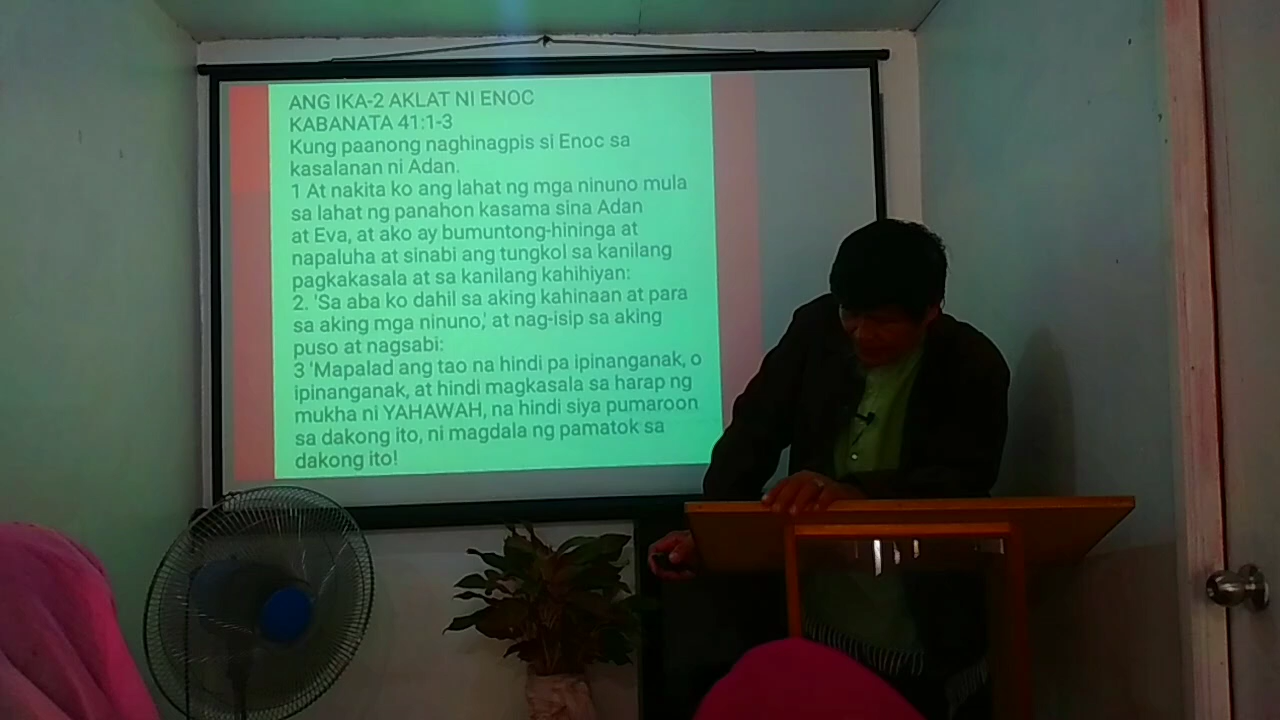 ANG IKA-2 AKLAT NI ENOC
KABANATA 41:1-3
Kung paanong naghinagpis si Enoc sa
kasalanan ni Adan.
1 At nakita ko ang lahat ng mga ninuno mula
sa lahat ng panahon kasama sina Adan
at Eva, at ako ay bumuntong-hininga at
napaluha at sinabi ang tungkol sa kanilang
pagkakasala at sa kanilang kahihiyan:
2. 'Sa aba ko dahil sa aking kahinaan at para
sa aking mga ninuno,' at nag-isip sa aking
puso at nagsabi:
3 'Mapalad ang tao na hindi pa ipinanganak, o
ipinanganak, at hindi magkasala sa harap ng
mukha ni YAHAWAH, na hindi siya pumaroon
sa dakong ito, ni magdala ng pamatok sa
dakong ito!